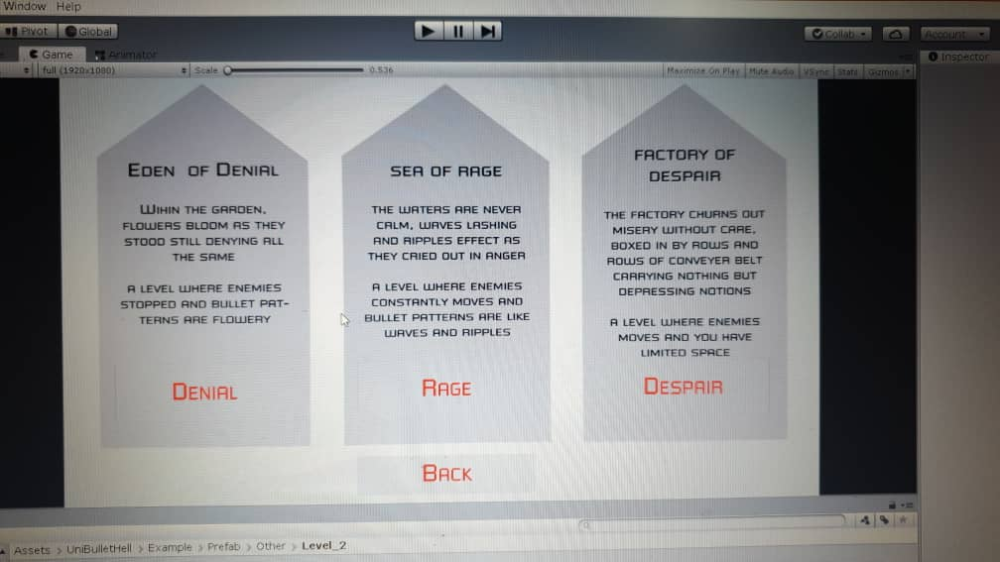 Window Help
Pivot Global
Collab Account
Game Animator Inspector
full (1920x1080) Scale 0.536 Maximize On Play Mute Audio VSync Stats Gizmos
Eden of Denial
Wihin the garden,
flowers bloom as they
stood still denying all
the same
A level where enemies
stopped and bullet pat-
terns are flowery
Denial
Sea of Rage
The waters are never
calm, waves lashing
and ripples effect as
they cried out in anger
A level where enemies
constantly moves and
bullet patterns are like
waves and ripples
Rage
Factory of
Despair
The factory churns out
misery without care,
boxed in by rows and
rows of conveyer belt
carrying nothing but
depressing notions
A level where enemies
moves and you have
limited space
Despair
Back
Assets > UniBulletHell > Example > Prefab > Other > Level_2